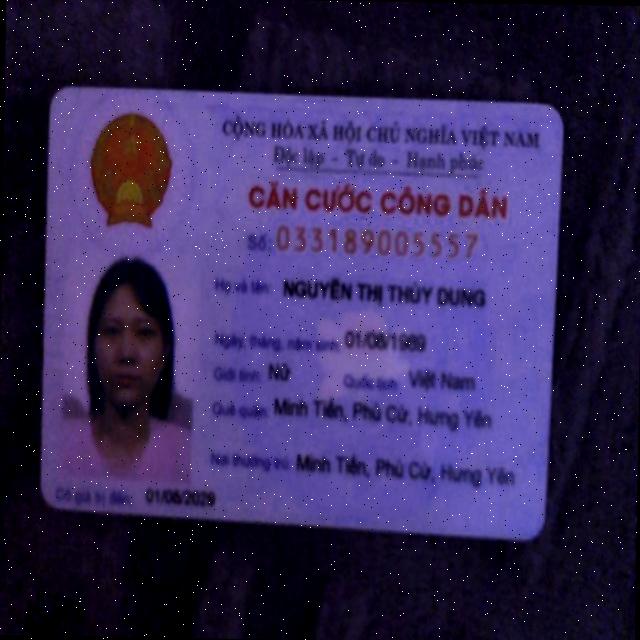 CỘNG HÒA XÃ HỘI CHỦ NGHĨA VIỆT NAM
Độc lập - Tự do - Hạnh phúc
CĂN CƯỚC CÔNG DÂN
Số: 033189005557
Họ và tên: NGUYỄN THỊ THÙY DUNG
Ngày, tháng, năm sinh: 01/08/1989
Giới tính: Nữ Quốc tịch: Việt Nam
Quê quán: Minh Tiến, Phù Cừ, Hưng Yên
Nơi thường trú: Minh Tiến, Phù Cừ, Hưng Yên
Có giá trị đến: 01/08/2029